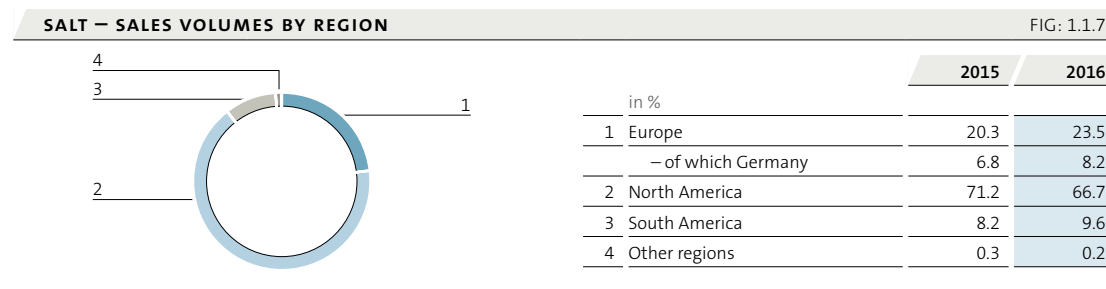 SALT — SALES VOLUMES BY REGION FIG: 1.1.7
4
3
1
2
2015 2016
in %
1 Europe 20.3 23.5
– of which Germany 6.8 8.2
2 North America 71.2 66.7
3 South America 8.2 9.6
4 Other regions 0.3 0.2